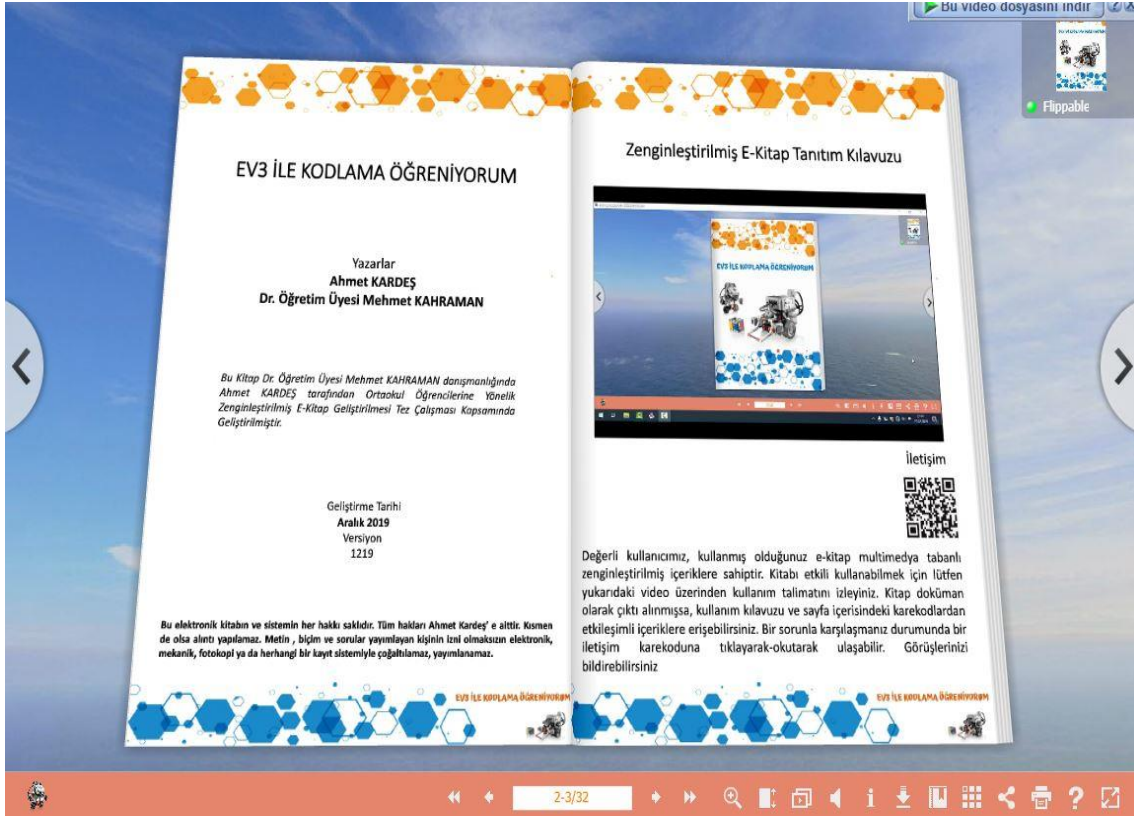 Bu video dosyasını indir
Flippable
EV3 İLE KODLAMA ÖĞRENİYORUM
Yazarlar
Ahmet KARDEŞ
Dr. Öğretim Üyesi Mehmet KAHRAMAN
Bu Kitap Dr. Öğretim Üyesi Mehmet KAHRAMAN danışmanlığında
Ahmet KARDEŞ tarafından Ortaokul Öğrencilerine Yönelik
Zenginleştirilmiş E-Kitap Geliştirilmesi Tez Çalışması Kapsamında
Geliştirilmiştir.
Geliştirme Tarihi
Aralık 2019
Versiyon
1219
Bu elektronik kitabın ve sistemin her hakkı saklıdır. Tüm hakları Ahmet Kardeş' e aittir. Kısmen
de olsa alıntı yapılamaz. Metin , biçim ve sorular yayımlayan kişinin izni olmaksızın elektronik,
mekanik, fotokopi ya da herhangi bir kayıt sistemiyle çoğaltılamaz, yayımlanamaz.
EV3 İLE KODLAMA ÖĞRENİYORUM
Zenginleştirilmiş E-Kitap Tanıtım Kılavuzu
EV3 İLE KODLAMA ÖĞRENİYORUM
İletişim
Değerli kullanıcımız, kullanmış olduğunuz e-kitap multimedya tabanlı
zenginleştirilmiş içeriklere sahiptir. Kitabı etkili kullanabilmek için lütfen
yukarıdaki video üzerinden kullanım talimatını izleyiniz. Kitap doküman
olarak çıktı alınmışsa, kullanım kılavuzu ve sayfa içerisindeki karekodlardan
etkileşimli içeriklere erişebilirsiniz. Bir sorunla karşılaşmanız durumunda bir
iletişim karekoduna tıklayarak-okutarak ulaşabilir. Görüşlerinizi
bildirebilirsiniz
EV3 İLE KODLAMA ÖĞRENİYORUM
2-3/32